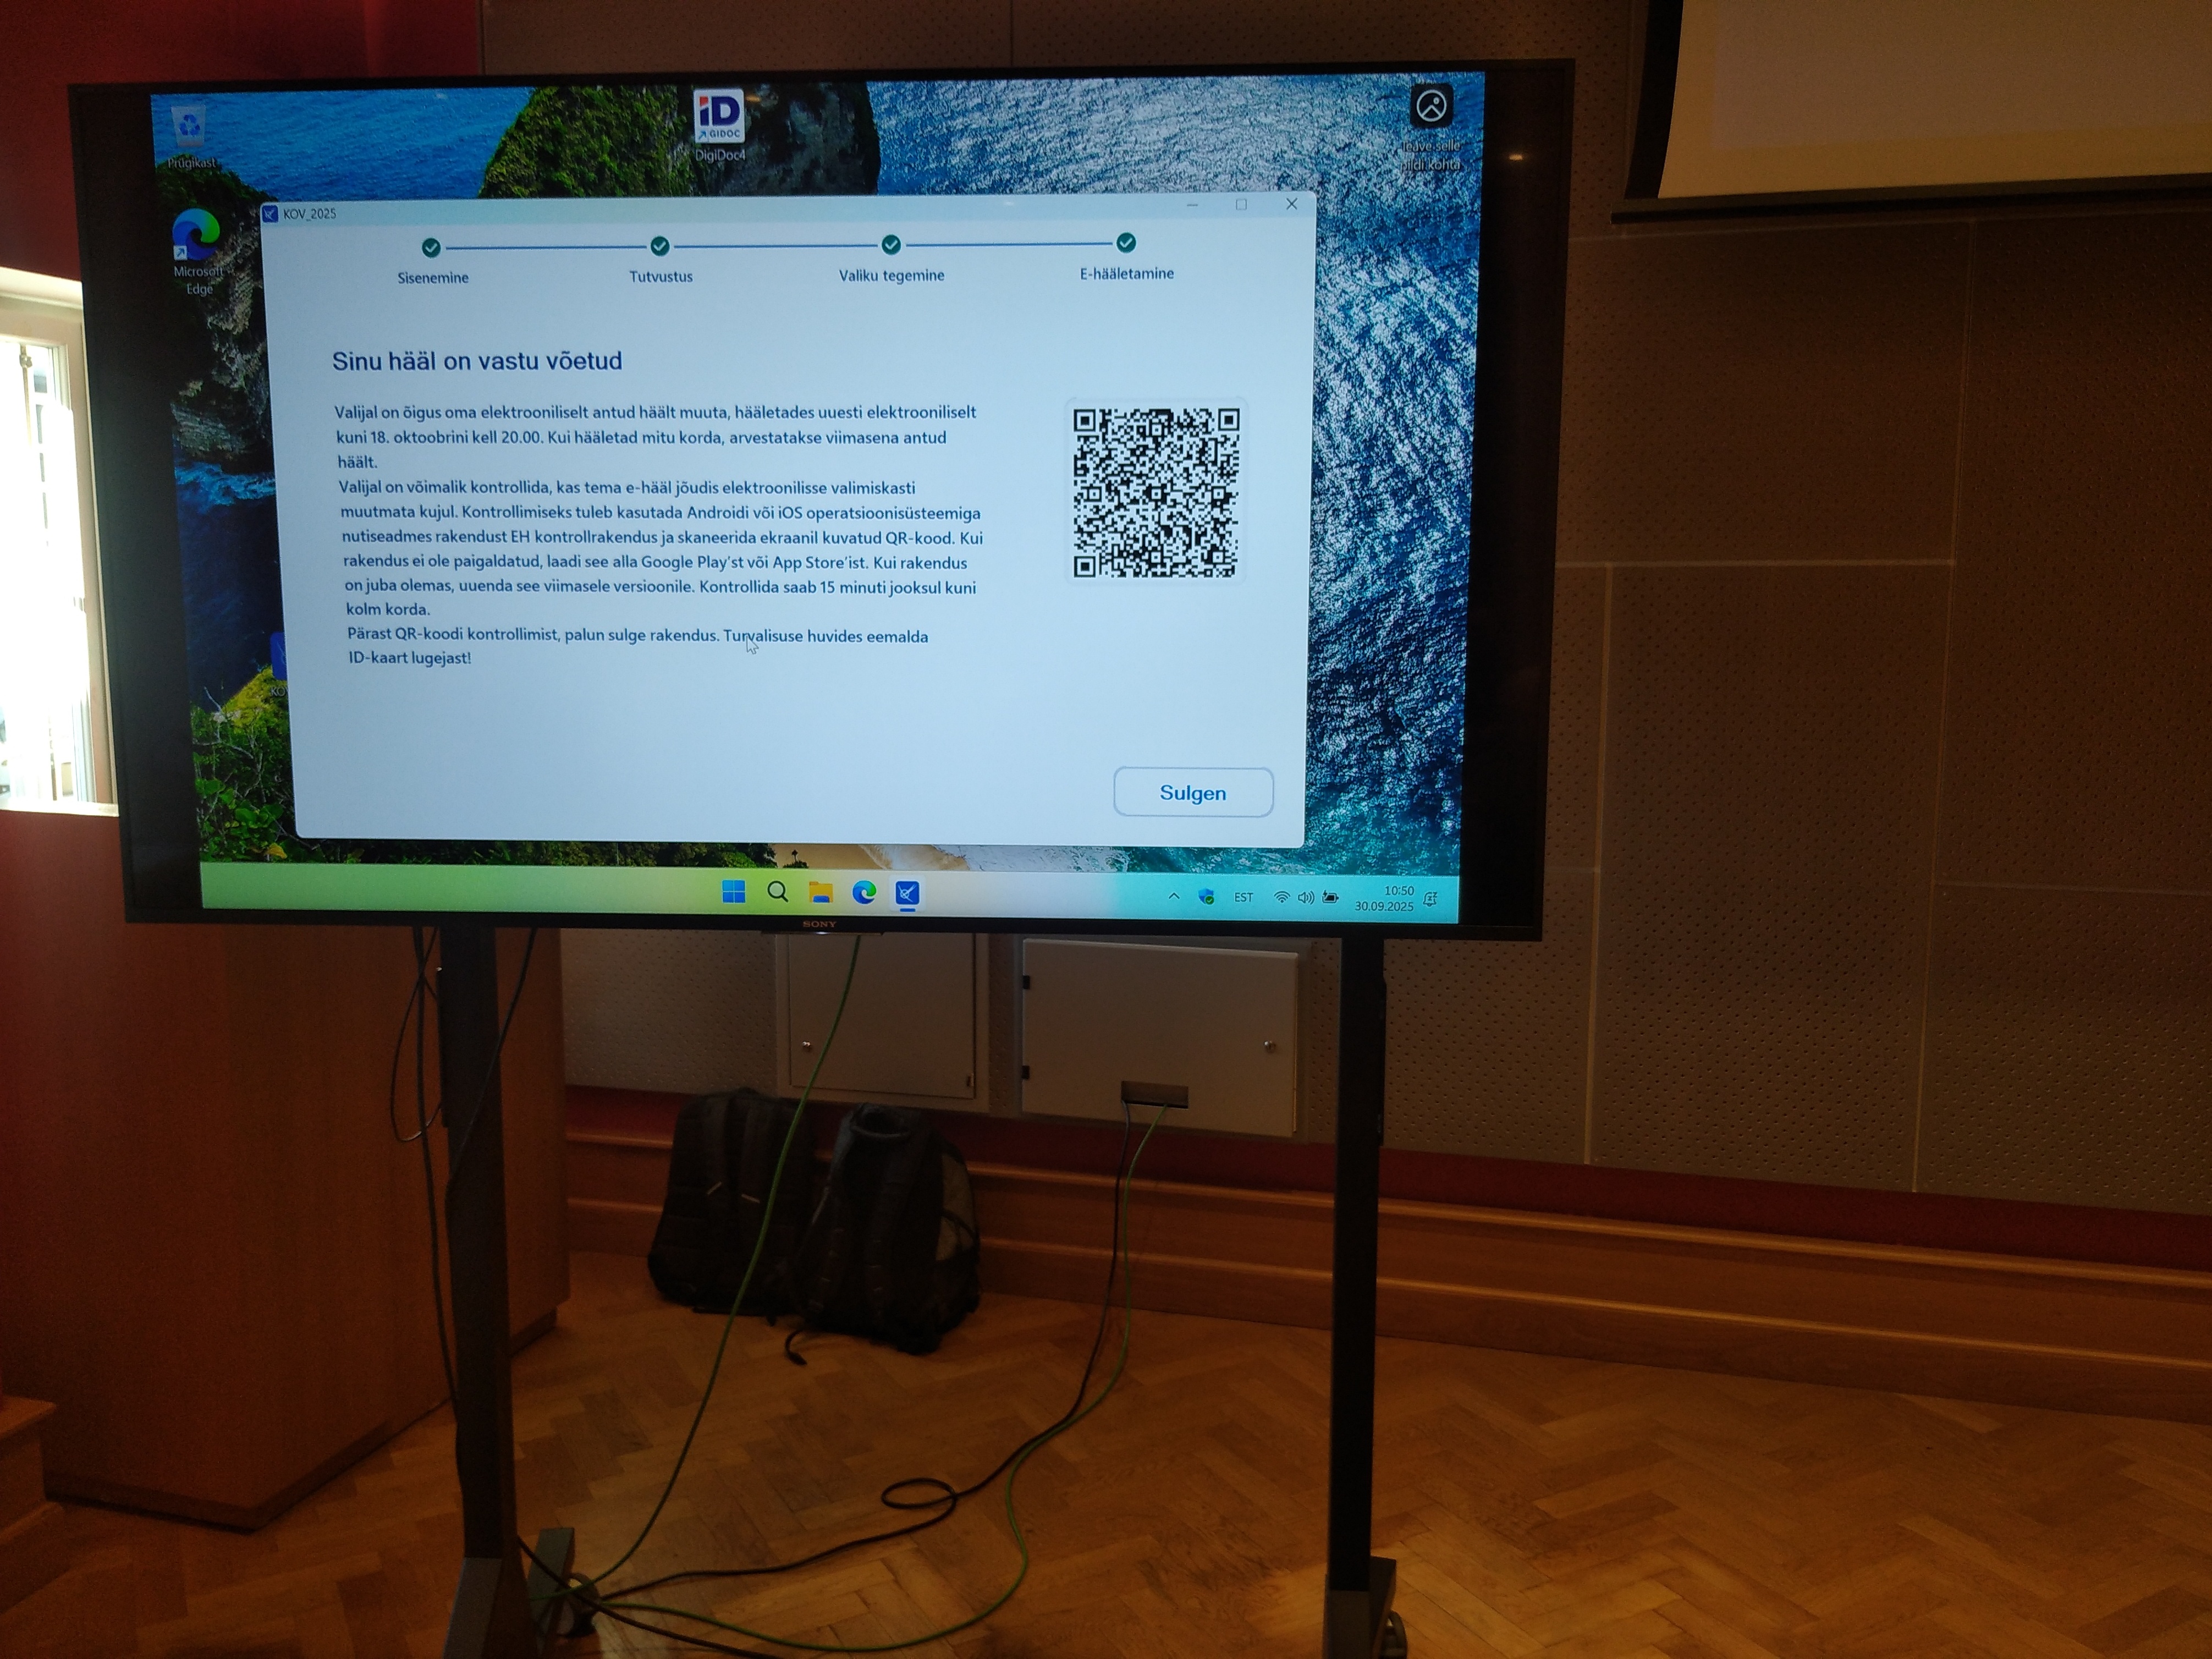 Prügikast
iD
GIDOC
DigiDoc4
Teave selle
pildi kohta
Microsoft
Edge
KOV_2025
Sisenemine
Tutvustus
Valiku tegemine
E-hääletamine
Sinu hääl on vastu võetud
Valijal on õigus oma elektrooniliselt antud häält muuta, hääletades uuesti elektrooniliselt
kuni 18. oktoobrini kell 20.00. Kui hääletad mitu korda, arvestatakse viimasena antud
häält.
Valijal on võimalik kontrollida, kas tema e-hääl jõudis elektroonilisse valimiskasti
muutmata kujul. Kontrollimiseks tuleb kasutada Androidi või iOS operatsioonisüsteemiga
nutiseadmes rakendust EH kontrollrakendus ja skaneerida ekraanil kuvatud QR-kood. Kui
rakendus ei ole paigaldatud, laadi see alla Google Play'st või App Store'ist. Kui rakendus
on juba olemas, uuenda see viimasele versioonile. Kontrollida saab 15 minuti jooksul kuni
kolm korda.
Pärast QR-koodi kontrollimist, palun sulge rakendus. Turvalisuse huvides eemalda
ID-kaart lugejast!
KO
Sulgen
EST
10:50
30.09.2025
SONY